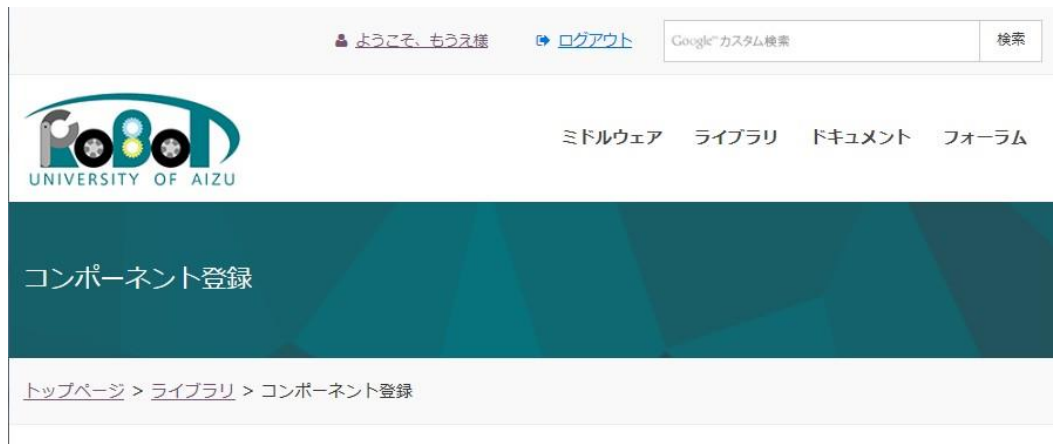 ようこそ、もうえ様 ログアウト Google™カスタム検索 検索
RoBoT
UNIVERSITY OF AIZU
ミドルウェア ライブラリ ドキュメント フォーラム
コンポーネント登録
トップページ > ライブラリ > コンポーネント登録